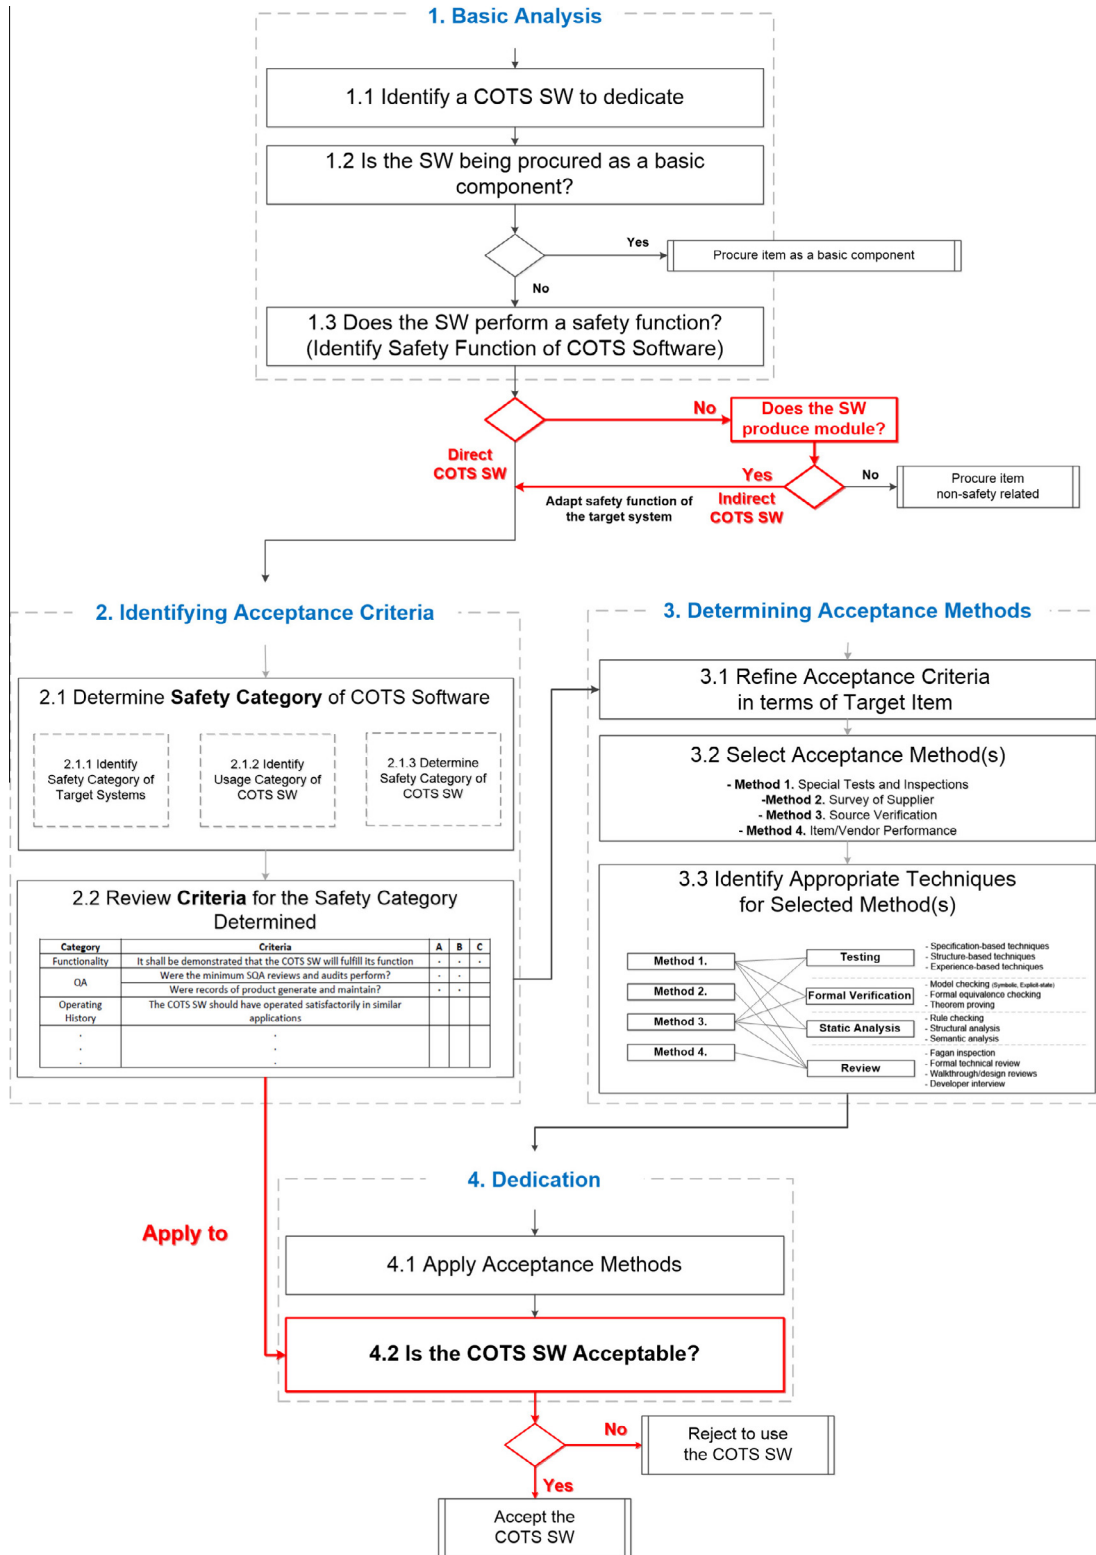 1. Basic Analysis
1.1 Identify a COTS SW to dedicate
1.2 Is the SW being procured as a basic
component?
Yes
Procure item as a basic component
No
1.3 Does the SW perform a safety function?
(Identify Safety Function of COTS Software)
No
Does the SW
produce module?
Direct
COTS SW
Yes
Indirect
COTS SW
No
Procure item
non-safety related
Adapt safety function of
the target system
2. Identifying Acceptance Criteria
2.1 Determine Safety Category of COTS Software
2.1.1 Identify
Safety Category of
Target Systems
2.1.2 Identify
Usage Category of
COTS SW
2.1.3 Determine
Safety Category of
COTS SW
2.2 Review Criteria for the Safety Category
Determined
Category Criteria A B C
Functionality It shall be demonstrated that the COTS SW will fulfill its function · · ·
QA
Were the minimum SQA reviews and audits perform? · ·
Were records of product generate and maintain? · ·
Operating
History
The COTS SW should have operated satisfactorily in similar
applications
. .
. .
. .
3. Determining Acceptance Methods
3.1 Refine Acceptance Criteria
in terms of Target Item
3.2 Select Acceptance Method(s)
- Method 1. Special Tests and Inspections
-Method 2. Survey of Supplier
- Method 3. Source Verification
- Method 4. Item/Vendor Performance
3.3 Identify Appropriate Techniques
for Selected Method(s)
Method 1.
Method 2.
Method 3.
Method 4.
Testing
- Specification-based techniques
- Structure-based techniques
- Experience-based techniques
Formal Verification
- Model checking (Symbolic, Explicit-state)
- Formal equivalence checking
- Theorem proving
Static Analysis
- Rule checking
- Structural analysis
- Semantic analysis
Review
- Fagan inspection
- Formal technical review
- Walkthrough/design reviews
- Developer interview
4. Dedication
Apply to
4.1 Apply Acceptance Methods
4.2 Is the COTS SW Acceptable?
No
Reject to use
the COTS SW
Yes
Accept the
COTS SW